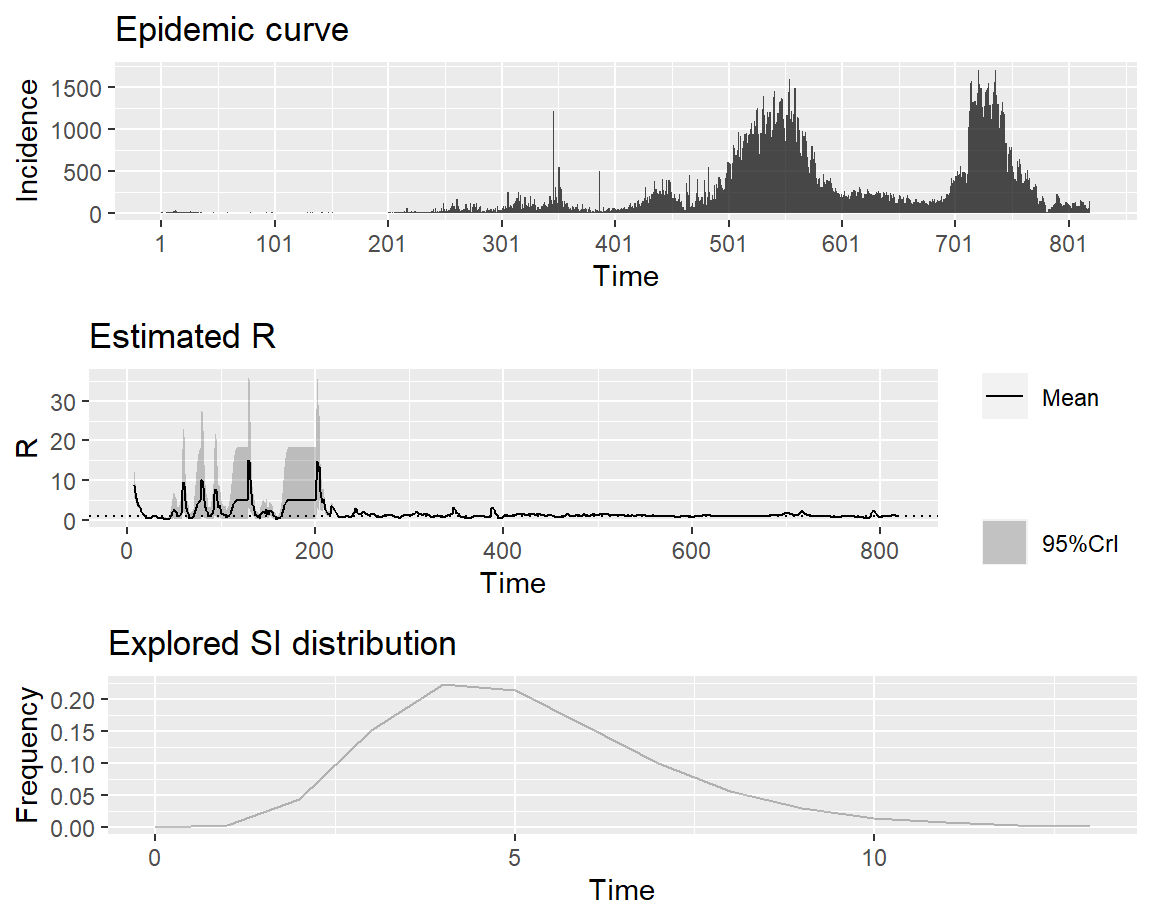 Epidemic curve
Incidence
1500
1000
500
0
1 101 201 301 401 501 601 701 801
Time
Estimated R
R
30
20
10
0
0 200 400 600 800
Time
Mean
95%CrI
Explored SI distribution
Frequency
0.20
0.15
0.10
0.05
0.00
0 5 10
Time